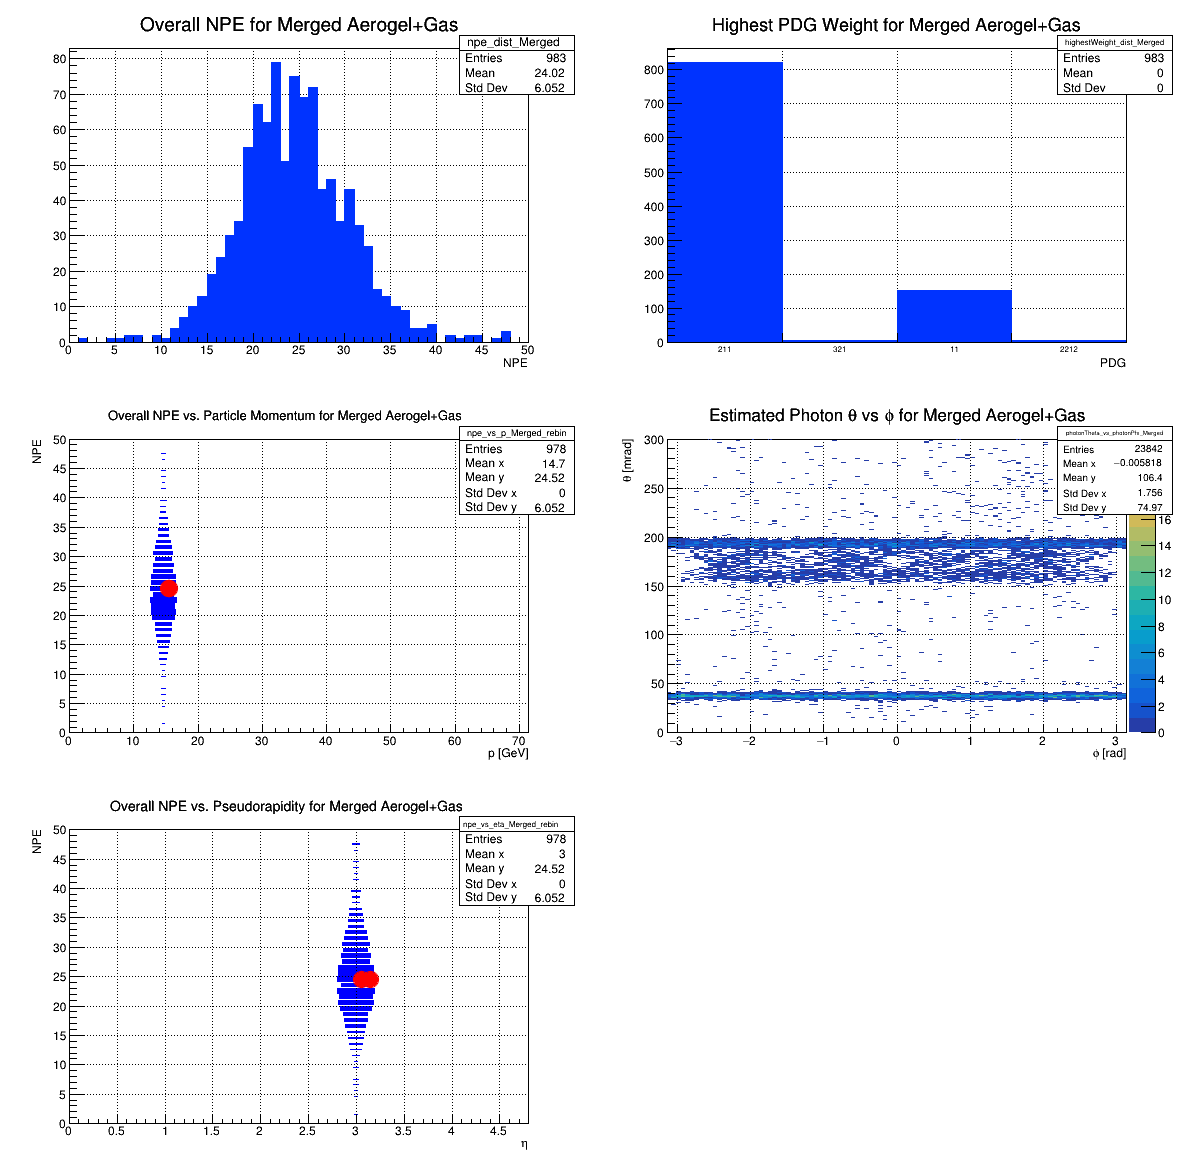 Overall NPE for Merged Aerogel+Gas
npe_dist_Merged
Entries 983
Mean 24.02
Std Dev 6.052
80
70
60
50
40
30
20
10
0
0 5 10 15 20 25 30 35 40 45 50
NPE
Highest PDG Weight for Merged Aerogel+Gas
highestWeight_dist_Merged
Entries 983
Mean 0
Std Dev 0
800
700
600
500
400
300
200
100
0
211 321 11 2212
PDG
Overall NPE vs. Particle Momentum for Merged Aerogel+Gas
npe_vs_p_Merged_rebin
Entries 978
Mean x 14.7
Mean y 24.52
Std Dev x 0
Std Dev y 6.052
NPE
50
45
40
35
30
25
20
15
10
5
0
0 10 20 30 40 50 60 70
p [GeV]
Estimated Photon θ vs ϕ for Merged Aerogel+Gas
photonTheta_vs_photonPhi_Merged
Entries 23842
Mean x −0.005818
Mean y 106.4
Std Dev x 1.756
Std Dev y 74.97
θ [mrad]
300
250
200
150
100
50
0
−3 −2 −1 0 1 2 3
ϕ [rad]
16
14
12
10
8
6
4
2
0
Overall NPE vs. Pseudorapidity for Merged Aerogel+Gas
npe_vs_eta_Merged_rebin
Entries 978
Mean x 3
Mean y 24.52
Std Dev x 0
Std Dev y 6.052
NPE
50
45
40
35
30
25
20
15
10
5
0
0 0.5 1 1.5 2 2.5 3 3.5 4 4.5
η